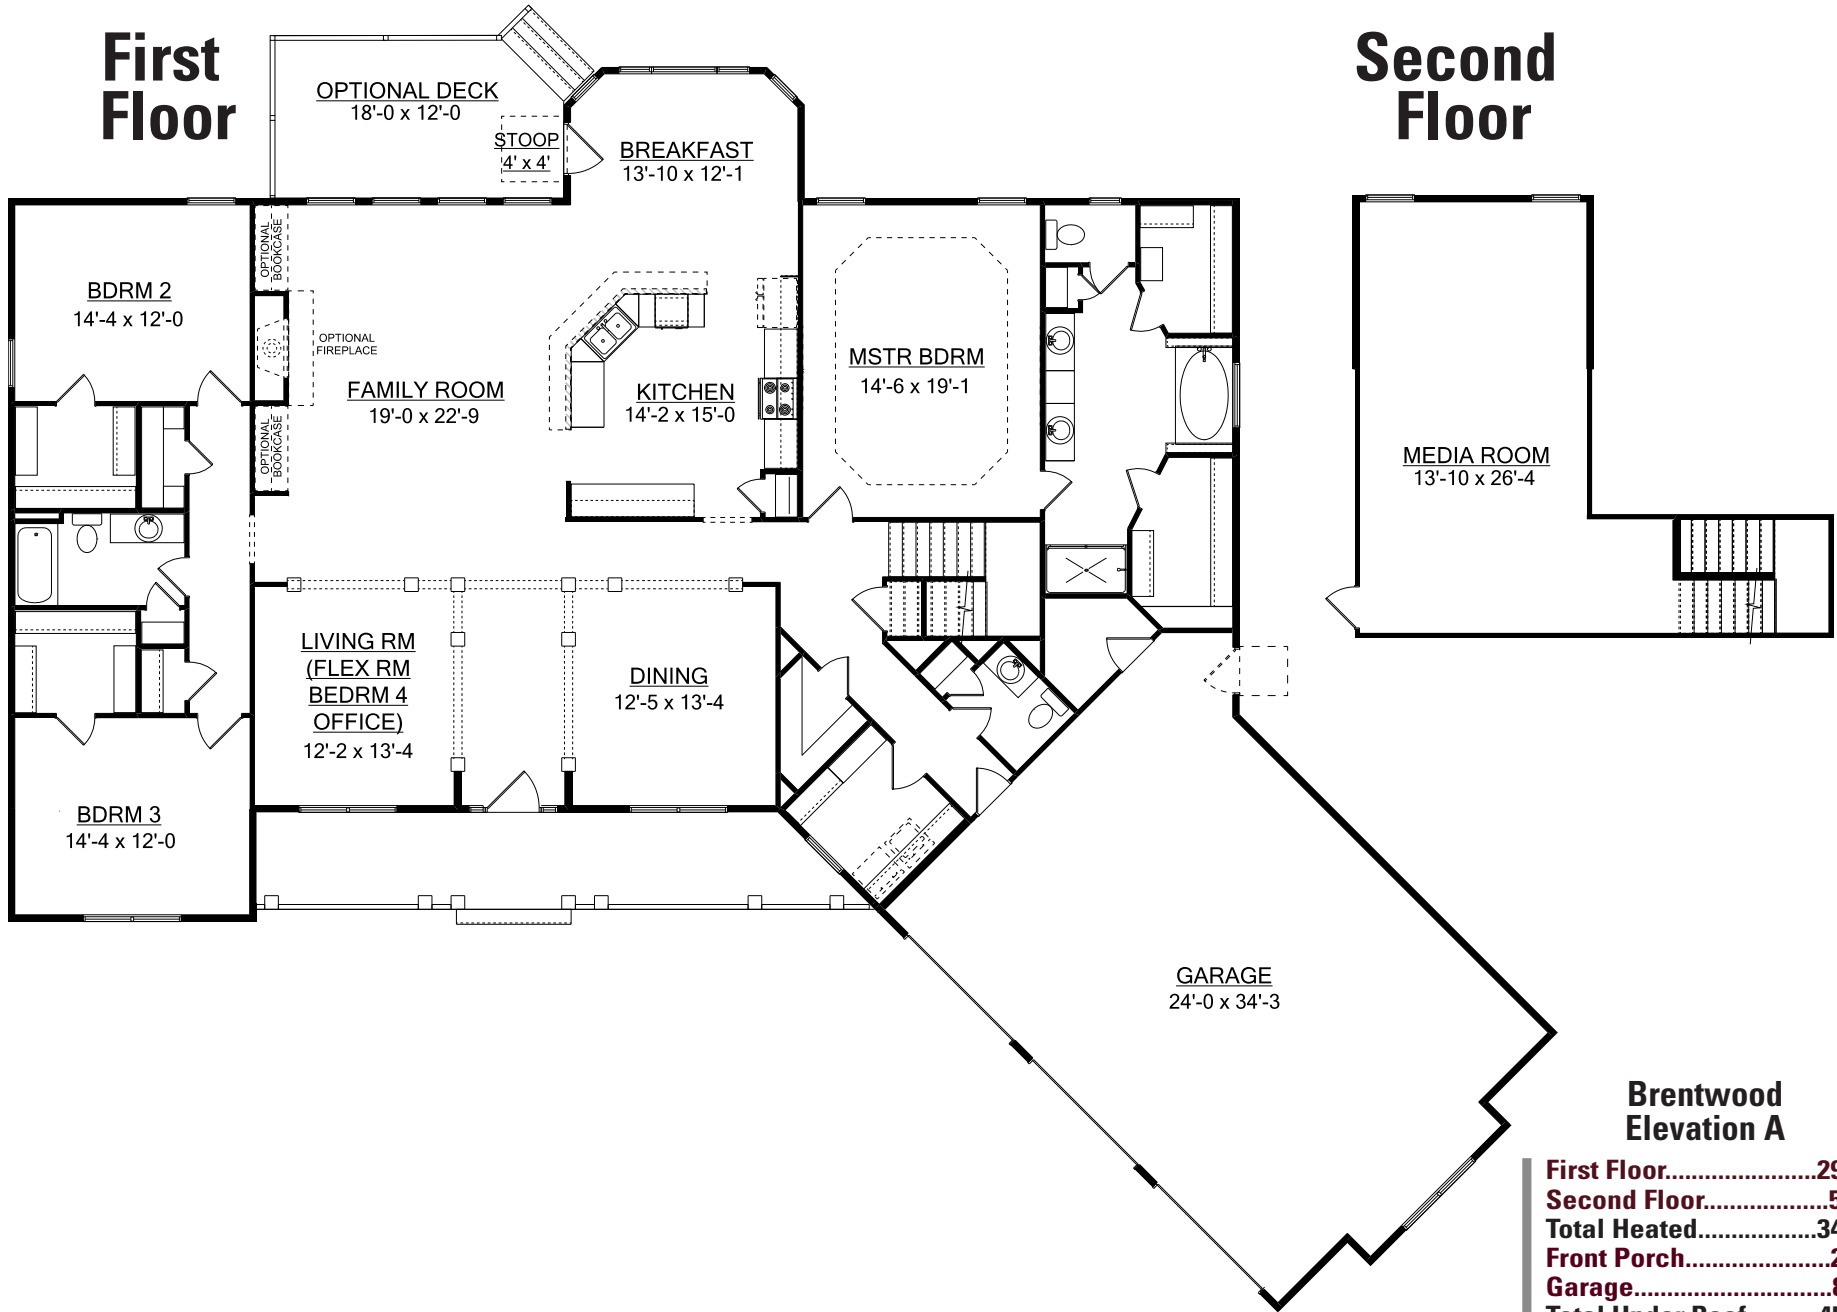 First
Floor
Second
Floor
OPTIONAL DECK
18'-0 x 12'-0
STOOP
4' x 4'
BREAKFAST
13'-10 x 12'-1
BDRM 2
14'-4 x 12'-0
OPTIONAL
BOOKCASE
OPTIONAL
FIREPLACE
FAMILY ROOM
19'-0 x 22'-9
OPTIONAL
BOOKCASE
KITCHEN
14'-2 x 15'-0
MSTR BDRM
14'-6 x 19'-1
MEDIA ROOM
13'-10 x 26'-4
LIVING RM
(FLEX RM
BEDRM 4
OFFICE)
12'-2 x 13'-4
DINING
12'-5 x 13'-4
BDRM 3
14'-4 x 12'-0
GARAGE
24'-0 x 34'-3
Brentwood
Elevation A
First Floor
Second Floor
Total Heated
Front Porch
Garage
Total Under Roof